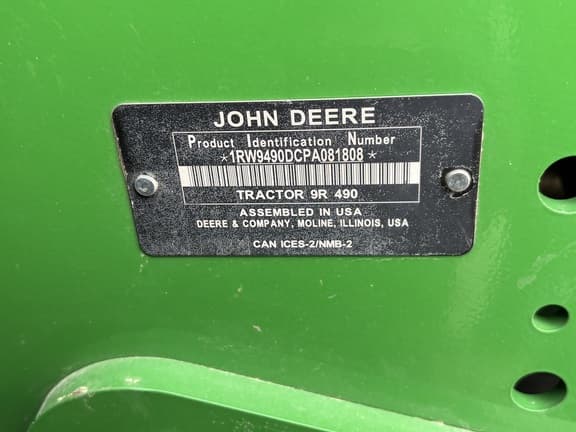 JOHN DEERE
Product Identification Number
*1RW9490DCPA081808*
TRACTOR 9R 490
ASSEMBLED IN USA
DEERE & COMPANY, MOLINE, ILLINOIS, USA
CAN ICES-2/NMB-2